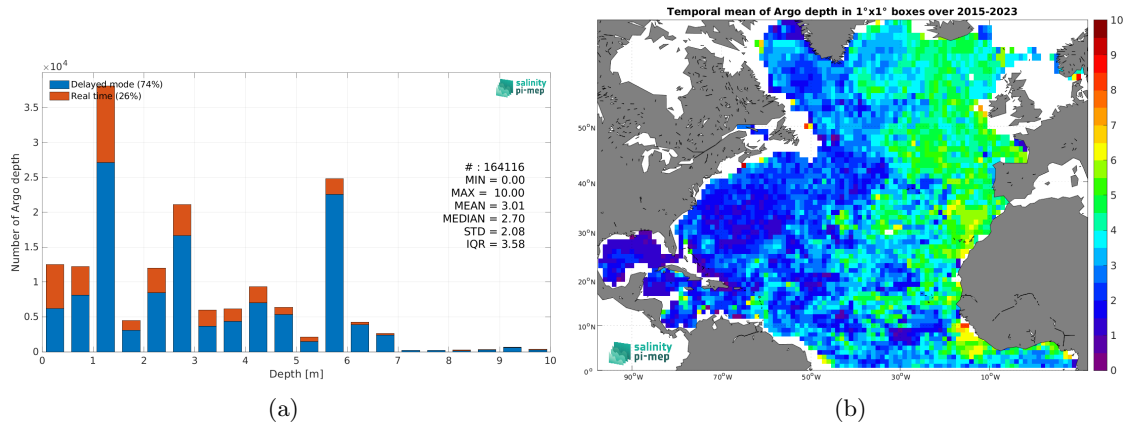 ×10⁴
Delayed mode (74%)
Real time (26%)
salinity
pi-mep
# : 164116
MIN = 0.00
MAX = 10.00
MEAN = 3.01
MEDIAN = 2.70
STD = 2.08
IQR = 3.58
Number of Argo depth
3.5
3
2.5
2
1.5
1
0.5
0
0 1 2 3 4 5 6 7 8 9 10
Depth [m]
(a)
Temporal mean of Argo depth in 1°x1° boxes over 2015-2023
50°N
40°N
30°N
20°N
10°N
0°
90°W 70°W 50°W 30°W 10°W
salinity
pi-mep
10
9
8
7
6
5
4
3
2
1
0
(b)